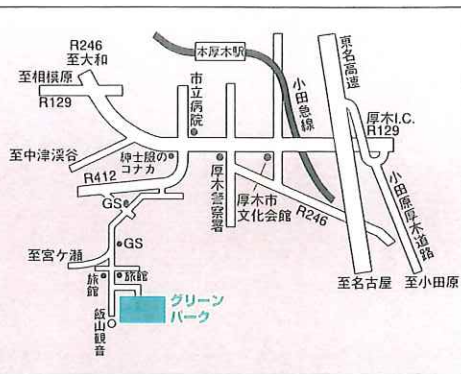 R246
至大和
至相模原
R129
市立病院
本厚木駅
小田急線
東名高速
厚木I.C.
R129
至中津渓谷
紳士服の
コナカ
R412
GS
厚木警察署
厚木市
文化会館
R246
小田原厚木道路
至宮ケ瀬
GS
旅館
旅館
グリーン
パーク
飯山観音
至名古屋
至小田原